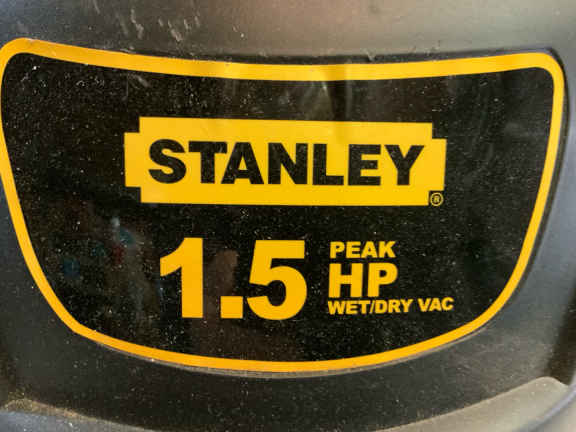 STANLEY®
1.5 PEAK
HP
WET/DRY VAC